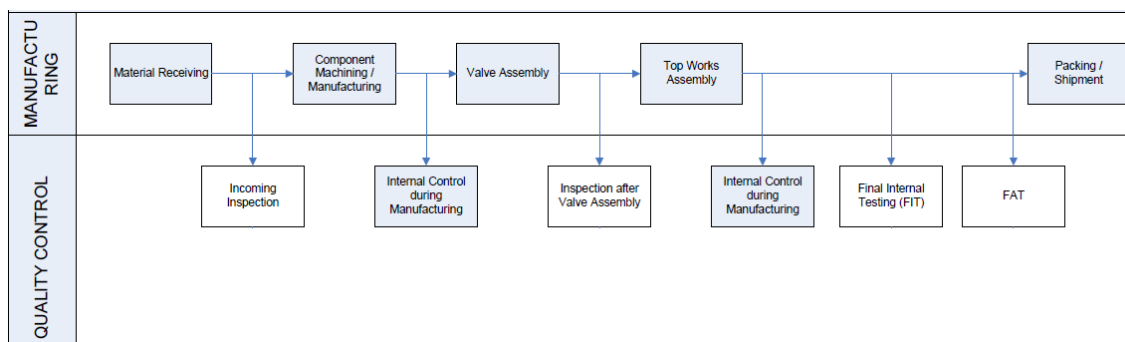 MANUFACTU
RING
Material Receiving
Component
Machining /
Manufacturing
Valve Assembly
Top Works
Assembly
Packing /
Shipment
QUALITY CONTROL
Incoming
Inspection
Internal Control
during
Manufacturing
Inspection after
Valve Assembly
Internal Control
during
Manufacturing
Final Internal
Testing (FIT)
FAT